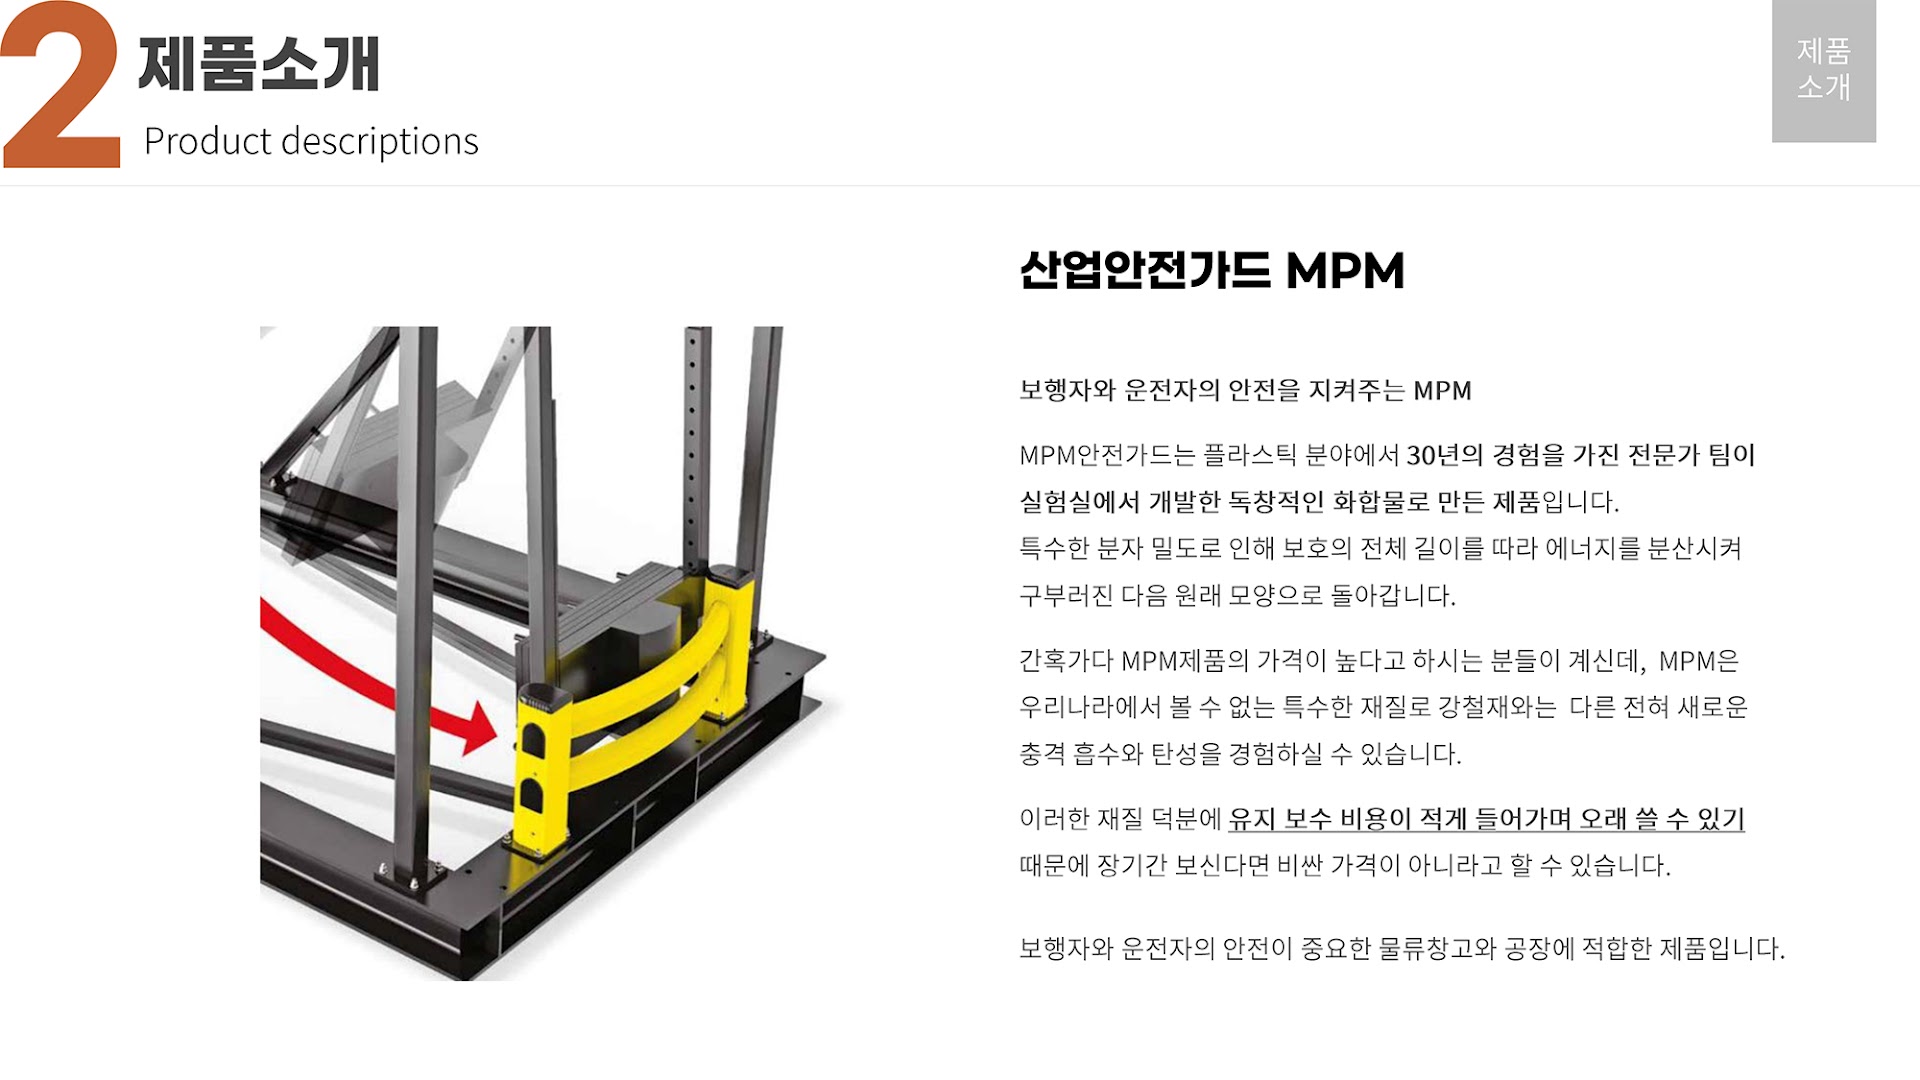 2 제품소개
Product descriptions
제품
소개
산업안전가드 MPM
보행자와 운전자의 안전을 지켜주는 MPM
MPM안전가드는 플라스틱 분야에서 30년의 경험을 가진 전문가 팀이
실험실에서 개발한 독창적인 화합물로 만든 제품입니다.
특수한 분자 밀도로 인해 보호의 전체 길이를 따라 에너지를 분산시켜
구부러진 다음 원래 모양으로 돌아갑니다.
간혹가다 MPM제품의 가격이 높다고 하시는 분들이 계신데, MPM은
우리나라에서 볼 수 없는 특수한 재질로 강철재와는 다른 전혀 새로운
충격 흡수와 탄성을 경험하실 수 있습니다.
이러한 재질 덕분에 유지 보수 비용이 적게 들어가며 오래 쓸 수 있기
때문에 장기간 보신다면 비싼 가격이 아니라고 할 수 있습니다.
보행자와 운전자의 안전이 중요한 물류창고와 공장에 적합한 제품입니다.